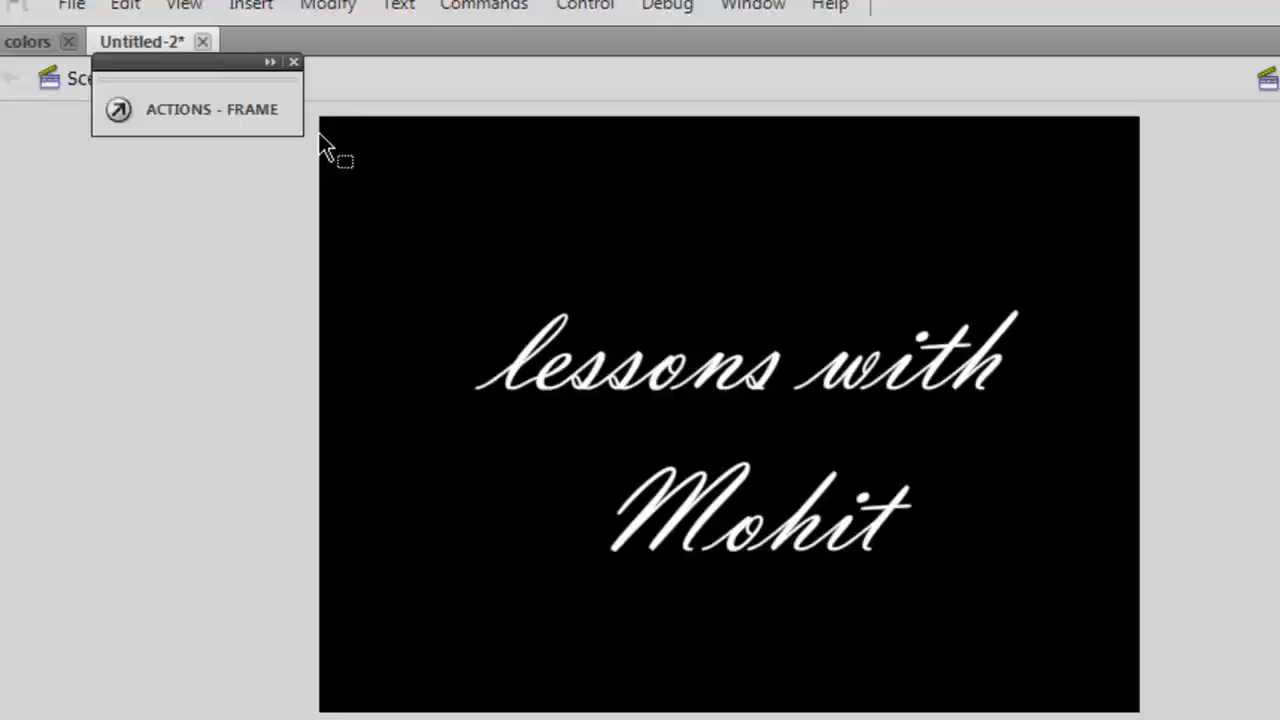 File Edit View Insert Modify Text Commands Control Debug Window Help
colors Untitled-2*
ACTIONS - FRAME
lessons with
Mohit